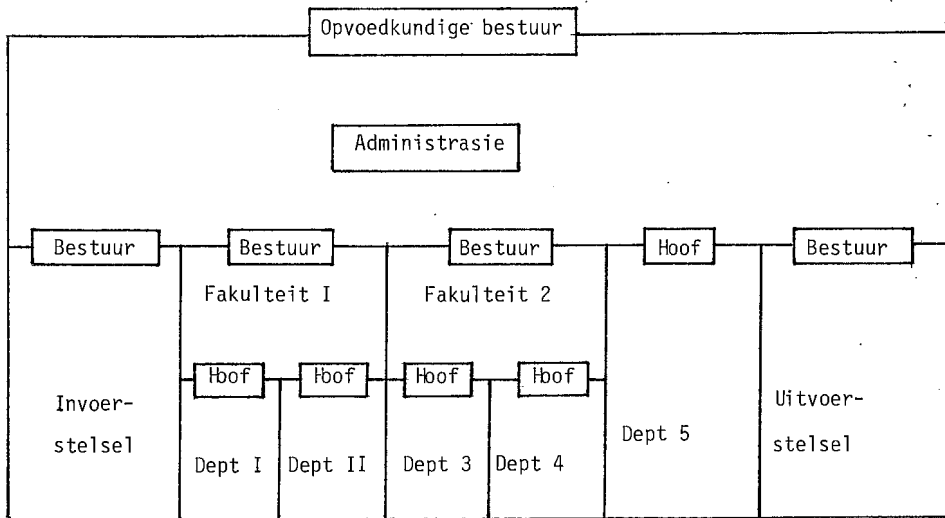 Opvoedkundige bestuur
Administrasie
Bestuur Bestuur Bestuur Hoof Bestuur
Fakulteit I Fakulteit 2
Hoof Hoof Hoof Hoof
Invoer-
stelsel
Uitvoer-
stelsel
Dept I Dept II Dept 3 Dept 4 Dept 5